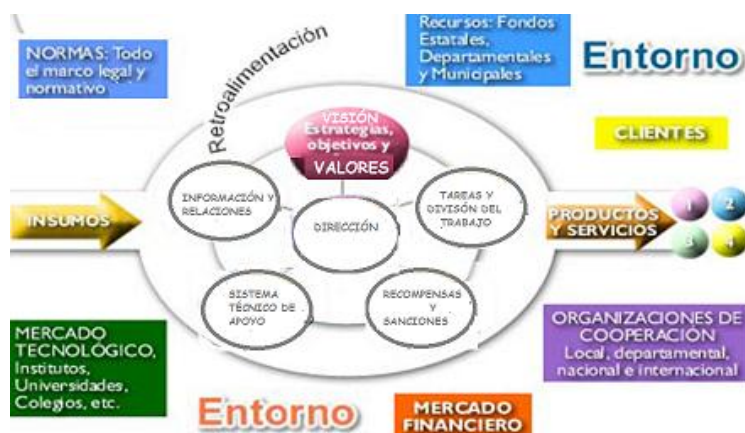 NORMAS: Todo
el marco legal y
normativo
Retroalimentación
Recursos: Fondos
Estatales,
Departamentales
y Municipales
Entorno
CLIENTES
VISIÓN
Estrategias,
objetivos y
VALORES
INFORMACIÓN Y
RELACIONES
TAREAS Y
DIVISÓN DEL
TRABAJO
DIRECCIÓN
INSUMOS
PRODUCTOS
Y SERVICIOS
1
2
3
4
SISTEMA
TÉCNICO DE
APOYO
RECOMPENSAS
Y
SANCIONES
MERCADO
TECNOLÓGICO,
Institutos,
Universidades,
Colegios, etc.
ORGANIZACIONES DE
COOPERACIÓN
Local, departamental,
nacional e internacional
Entorno
MERCADO
FINANCIERO